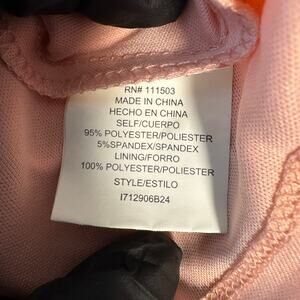 RN# 111503
MADE IN CHINA
HECHO EN CHINA
SELF/CUERPO
95% POLYESTER/POLIESTER
5%SPANDEX/SPANDEX
LINING/FORRO
100% POLYESTER/POLIESTER
STYLE/ESTILO
I712906B24